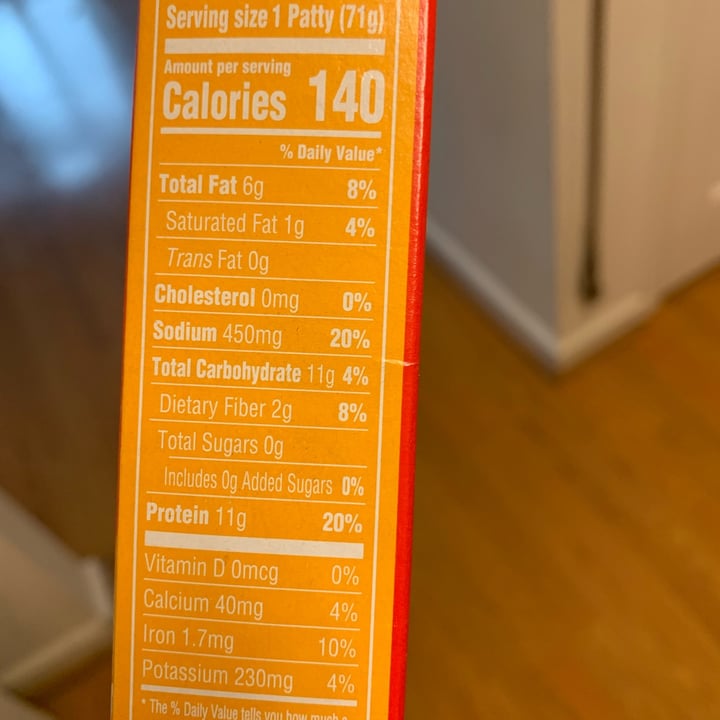 Serving size 1 Patty (71g)
Amount per serving
Calories 140
% Daily Value*
Total Fat 6g 8%
Saturated Fat 1g 4%
Trans Fat 0g
Cholesterol 0mg 0%
Sodium 450mg 20%
Total Carbohydrate 11g 4%
Dietary Fiber 2g 8%
Total Sugars 0g
Includes 0g Added Sugars 0%
Protein 11g 20%
Vitamin D 0mcg 0%
Calcium 40mg 4%
Iron 1.7mg 10%
Potassium 230mg 4%
* The % Daily Value tells you how much a